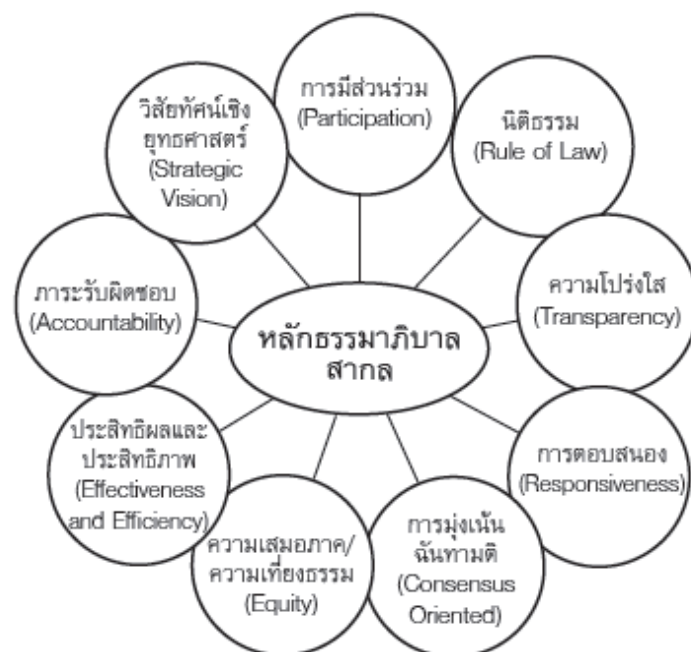 การมีส่วนร่วม
(Participation)
นิติธรรม
(Rule of Law)
ความโปร่งใส
(Transparency)
การตอบสนอง
(Responsiveness)
การมุ่งเน้น
ฉันทามติ
(Consensus
Oriented)
ความเสมอภาค/
ความเที่ยงธรรม
(Equity)
ประสิทธิผลและ
ประสิทธิภาพ
(Effectiveness
and Efficiency)
ภาระรับผิดชอบ
(Accountability)
วิสัยทัศน์เชิง
ยุทธศาสตร์
(Strategic
Vision)
หลักธรรมาภิบาล
สากล